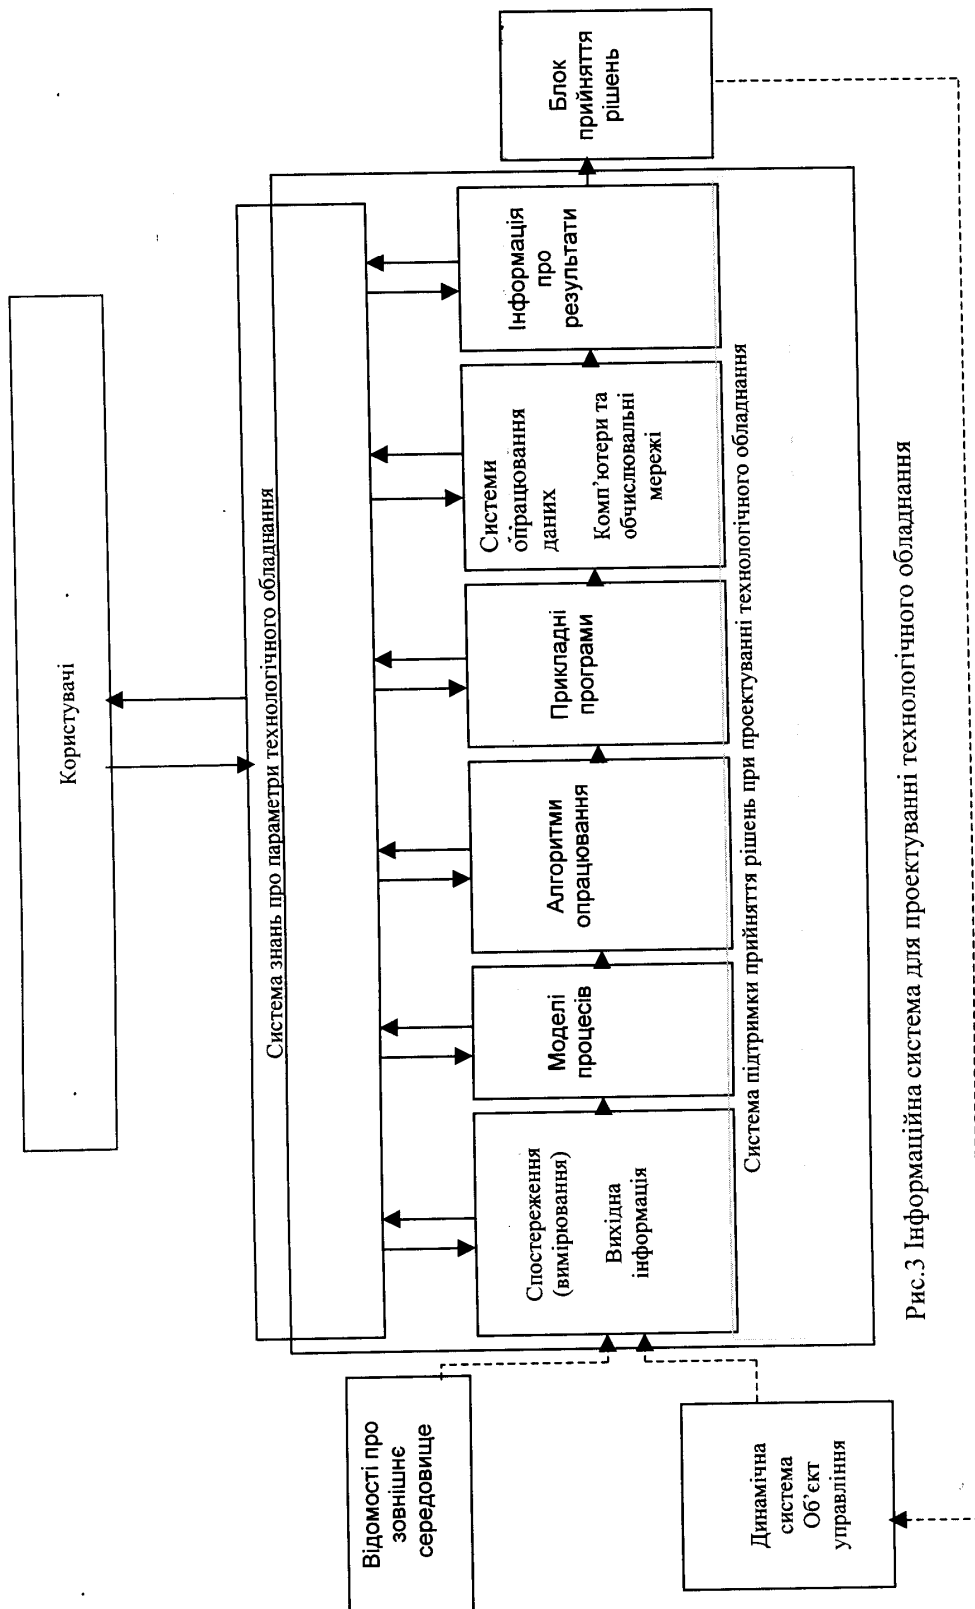 Користувачі
Система знань про параметри технологічного обладнання
Відомості про
зовнішнє
середовище
Динамічна
система
Об’єкт
управління
Спостереження
(вимірювання)
Вихідна
інформація
Моделі
процесів
Алгоритми
опрацювання
Прикладні
програми
Системи
опрацювання
даних
Комп’ютери та
обчислювальні
мережі
Інформація
про
результати
Блок
прийняття
рішень
Система підтримки прийняття рішень при проектуванні технологічного обладнання
Рис.3 Інформаційна система для проектуванні технологічного обладнання